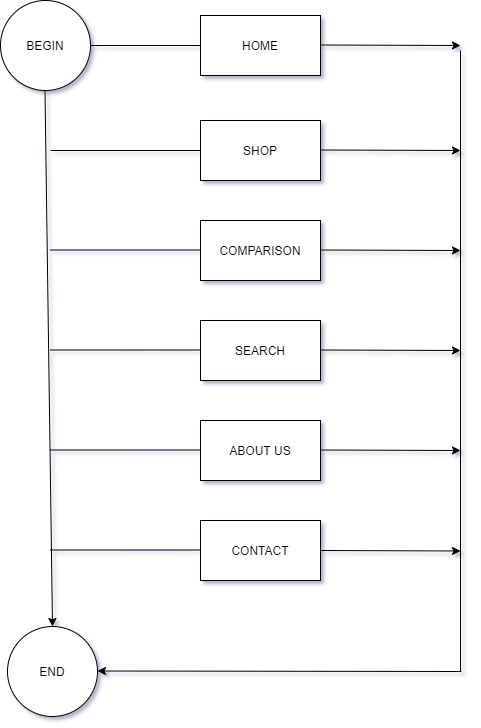 BEGIN
HOME
SHOP
COMPARISON
SEARCH
ABOUT US
CONTACT
END